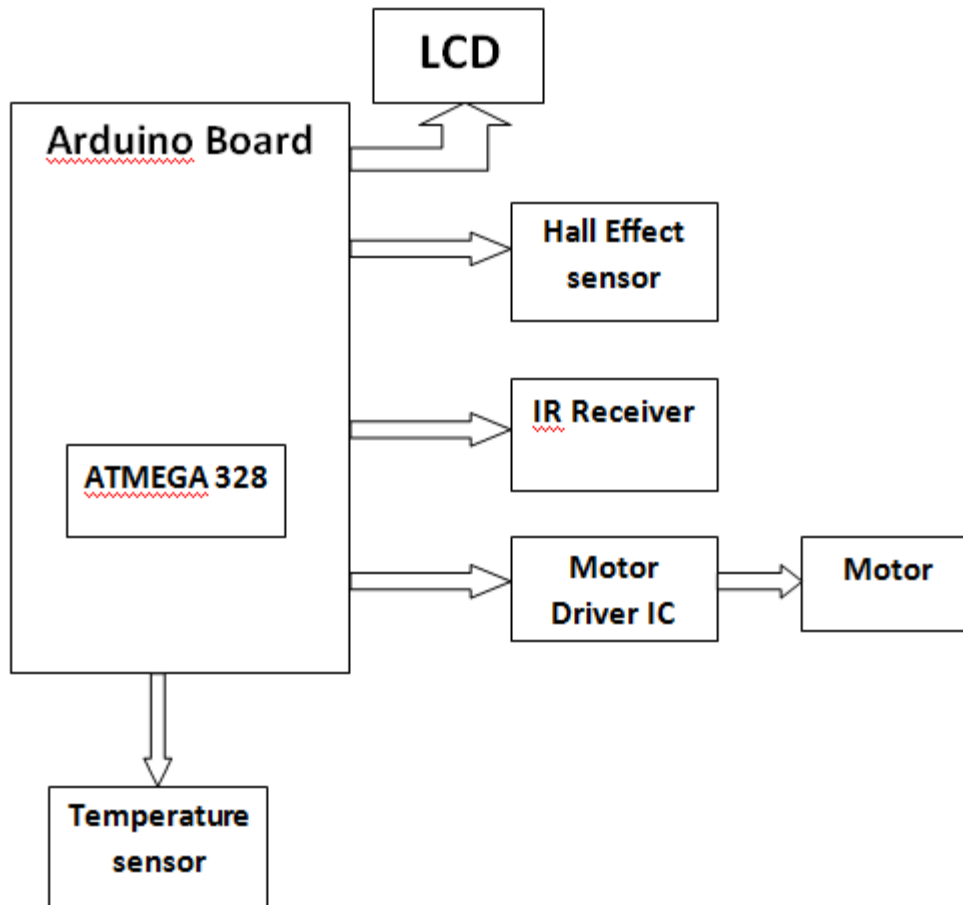 LCD
Arduino Board
Hall Effect
sensor
IR Receiver
ATMEGA 328
Motor
Driver IC
Motor
Temperature
sensor